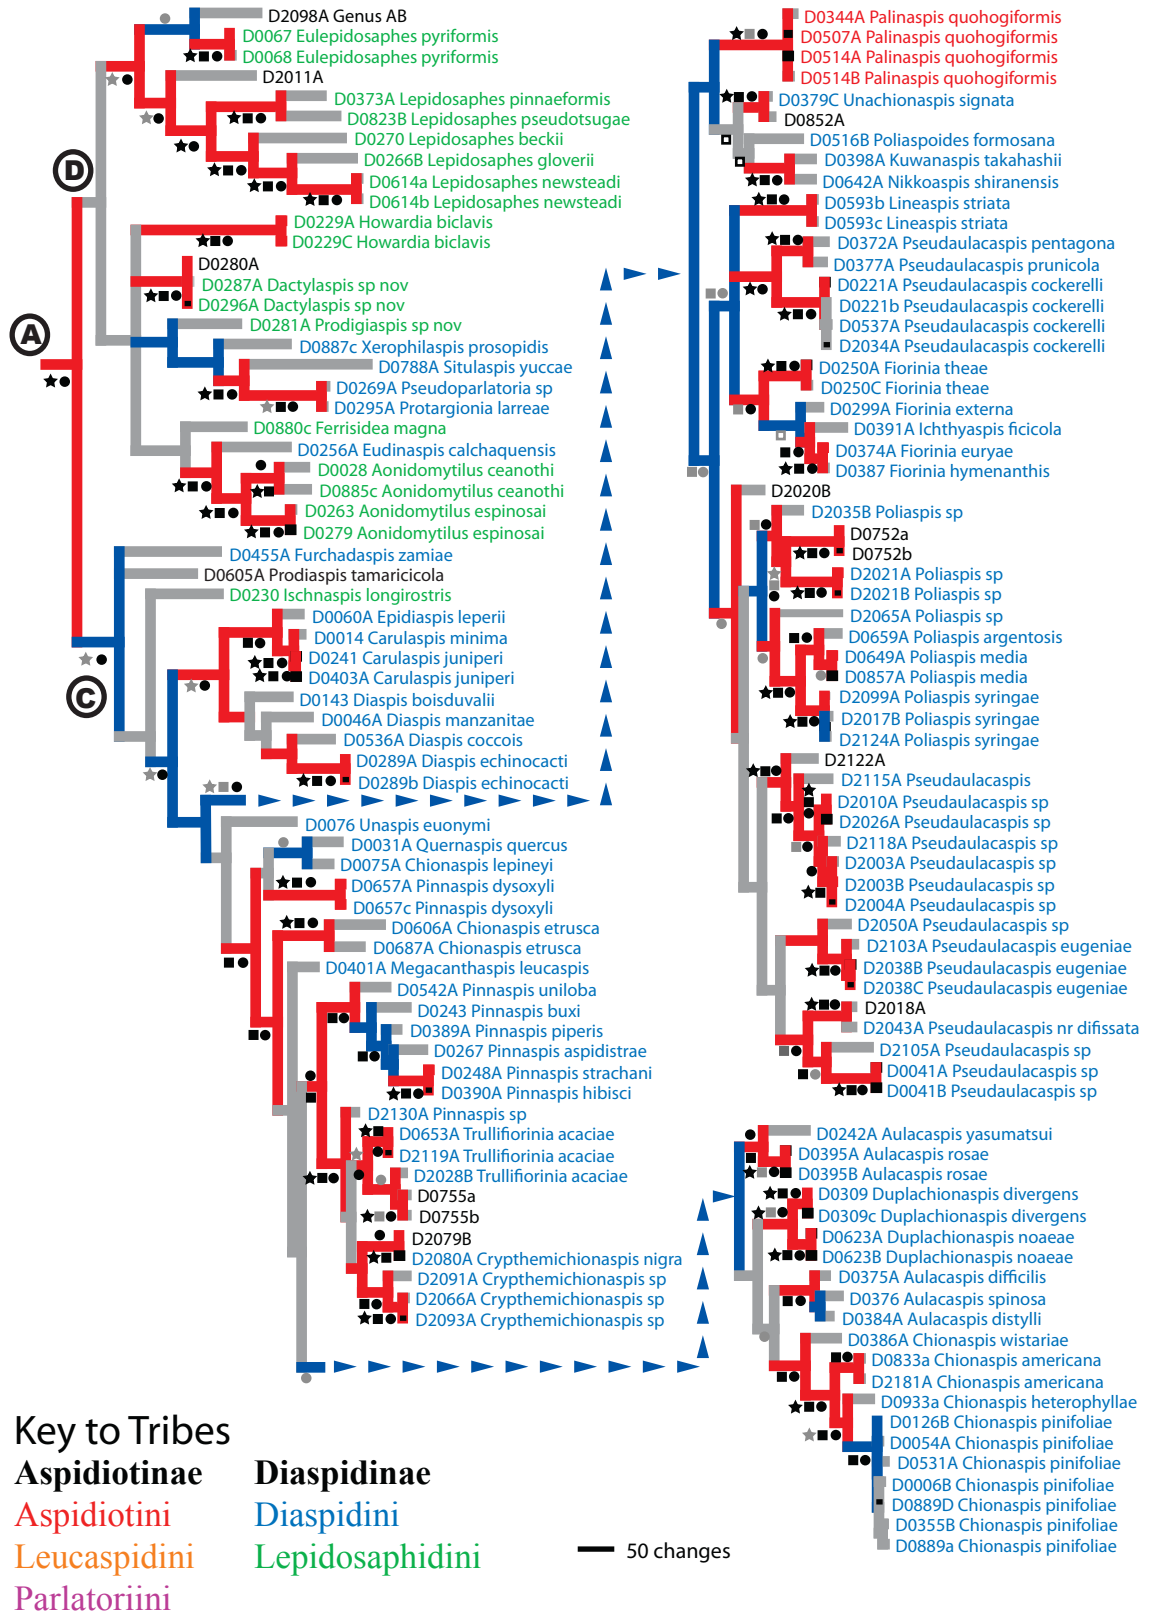 D2098A Genus AB
D0067 Eulepidosaphes pyriformis
D0068 Eulepidosaphes pyriformis
D2011A
D0373A Lepidosaphes pinnaeformis
D0823B Lepidosaphes pseudotsugae
D0270 Lepidosaphes beckii
D0266B Lepidosaphes gloverii
D
D0614a Lepidosaphes newsteadi
D0614b Lepidosaphes newsteadi
D0229A Howardia biclavis
D0229C Howardia biclavis
D0280A
D0287A Dactylaspis sp nov
D0296A Dactylaspis sp nov
D0281A Prodigiaspis sp nov
A
D0887c Xerophilaspis prosopidis
D0788A Situlaspis yuccae
D0269A Pseudoparlatoria sp
D0295A Protargionia larreae
D0880c Ferrisidea magna
D0256A Eudinaspis calchaquensis
D0028 Aonidomytilus ceanothi
D0885c Aonidomytilus ceanothi
D0263 Aonidomytilus espinosai
D0279 Aonidomytilus espinosai
D0455A Furchadaspis zamiae
D0605A Prodiaspis tamaricicola
D0230 Ischnaspis longirostris
D0060A Epidiaspis leperii
D0014 Carulaspis minima
D0241 Carulaspis juniperi
D0403A Carulaspis juniperi
C
D0143 Diaspis boisduvalii
D0046A Diaspis manzanitae
D0536A Diaspis coccois
D0289A Diaspis echinocacti
D0289b Diaspis echinocacti
D0076 Unaspis euonymi
D0031A Quernaspis quercus
D0075A Chionaspis lepineyi
D0657A Pinnaspis dysoxyli
D0657c Pinnaspis dysoxyli
D0606A Chionaspis etrusca
D0687A Chionaspis etrusca
D0401A Megacanthaspis leucaspis
D0542A Pinnaspis uniloba
D0243 Pinnaspis buxi
D0389A Pinnaspis piperis
D0267 Pinnaspis aspidistrae
D0248A Pinnaspis strachani
D0390A Pinnaspis hibisci
D2130A Pinnaspis sp
D0653A Trullifiorinia acaciae
D2119A Trullifiorinia acaciae
D2028B Trullifiorinia acaciae
D0755a
D0755b
D2079B
D2080A Crypthemichionaspis nigra
D2091A Crypthemichionaspis sp
D2066A Crypthemichionaspis sp
D2093A Crypthemichionaspis sp
D0344A Palinaspis quohogiformis
D0507A Palinaspis quohogiformis
D0514A Palinaspis quohogiformis
D0514B Palinaspis quohogiformis
D0379C Unachionaspis signata
D0852A
D0516B Poliaspoides formosana
D0398A Kuwanaspis takahashii
D0642A Nikkoaspis shiranensis
D0593b Lineaspis striata
D0593c Lineaspis striata
D0372A Pseudaulacaspis pentagona
D0377A Pseudaulacaspis prunicola
D0221A Pseudaulacaspis cockerelli
D0221b Pseudaulacaspis cockerelli
D0537A Pseudaulacaspis cockerelli
D2034A Pseudaulacaspis cockerelli
D0250A Fiorinia theae
D0250C Fiorinia theae
D0299A Fiorinia externa
D0391A Ichthyaspis ficicola
D0374A Fiorinia euryae
D0387 Fiorinia hymenanthis
D2020B
D2035B Poliaspis sp
D0752a
D0752b
D2021A Poliaspis sp
D2021B Poliaspis sp
D2065A Poliaspis sp
D0659A Poliaspis argentosis
D0649A Poliaspis media
D0857A Poliaspis media
D2099A Poliaspis syringae
D2017B Poliaspis syringae
D2124A Poliaspis syringae
D2122A
D2115A Pseudaulacaspis
D2010A Pseudaulacaspis sp
D2026A Pseudaulacaspis sp
D2118A Pseudaulacaspis sp
D2003A Pseudaulacaspis sp
D2003B Pseudaulacaspis sp
D2004A Pseudaulacaspis sp
D2050A Pseudaulacaspis sp
D2103A Pseudaulacaspis eugeniae
D2038B Pseudaulacaspis eugeniae
D2038C Pseudaulacaspis eugeniae
D2018A
D2043A Pseudaulacaspis nr difissata
D2105A Pseudaulacaspis sp
D0041A Pseudaulacaspis sp
D0041B Pseudaulacaspis sp
D0242A Aulacaspis yasumatsui
D0395A Aulacaspis rosae
D0395B Aulacaspis rosae
D0309 Duplachionaspis divergens
D0309c Duplachionaspis divergens
D0623A Duplachionaspis noaeae
D0623B Duplachionaspis noaeae
D0375A Aulacaspis difficilis
D0376 Aulacaspis spinosa
D0384A Aulacaspis distylli
D0386A Chionaspis wistariae
D0833a Chionaspis americana
D2181A Chionaspis americana
D0933a Chionaspis heterophyllae
D0126B Chionaspis pinifoliae
D0054A Chionaspis pinifoliae
D0531A Chionaspis pinifoliae
D0006B Chionaspis pinifoliae
D0889D Chionaspis pinifoliae
D0355B Chionaspis pinifoliae
D0889a Chionaspis pinifoliae
Key to Tribes
Aspidiotinae Diaspidinae
Aspidiotini Diaspidini
Leucaspidini Lepidosaphidini
Parlatoriini
50 changes